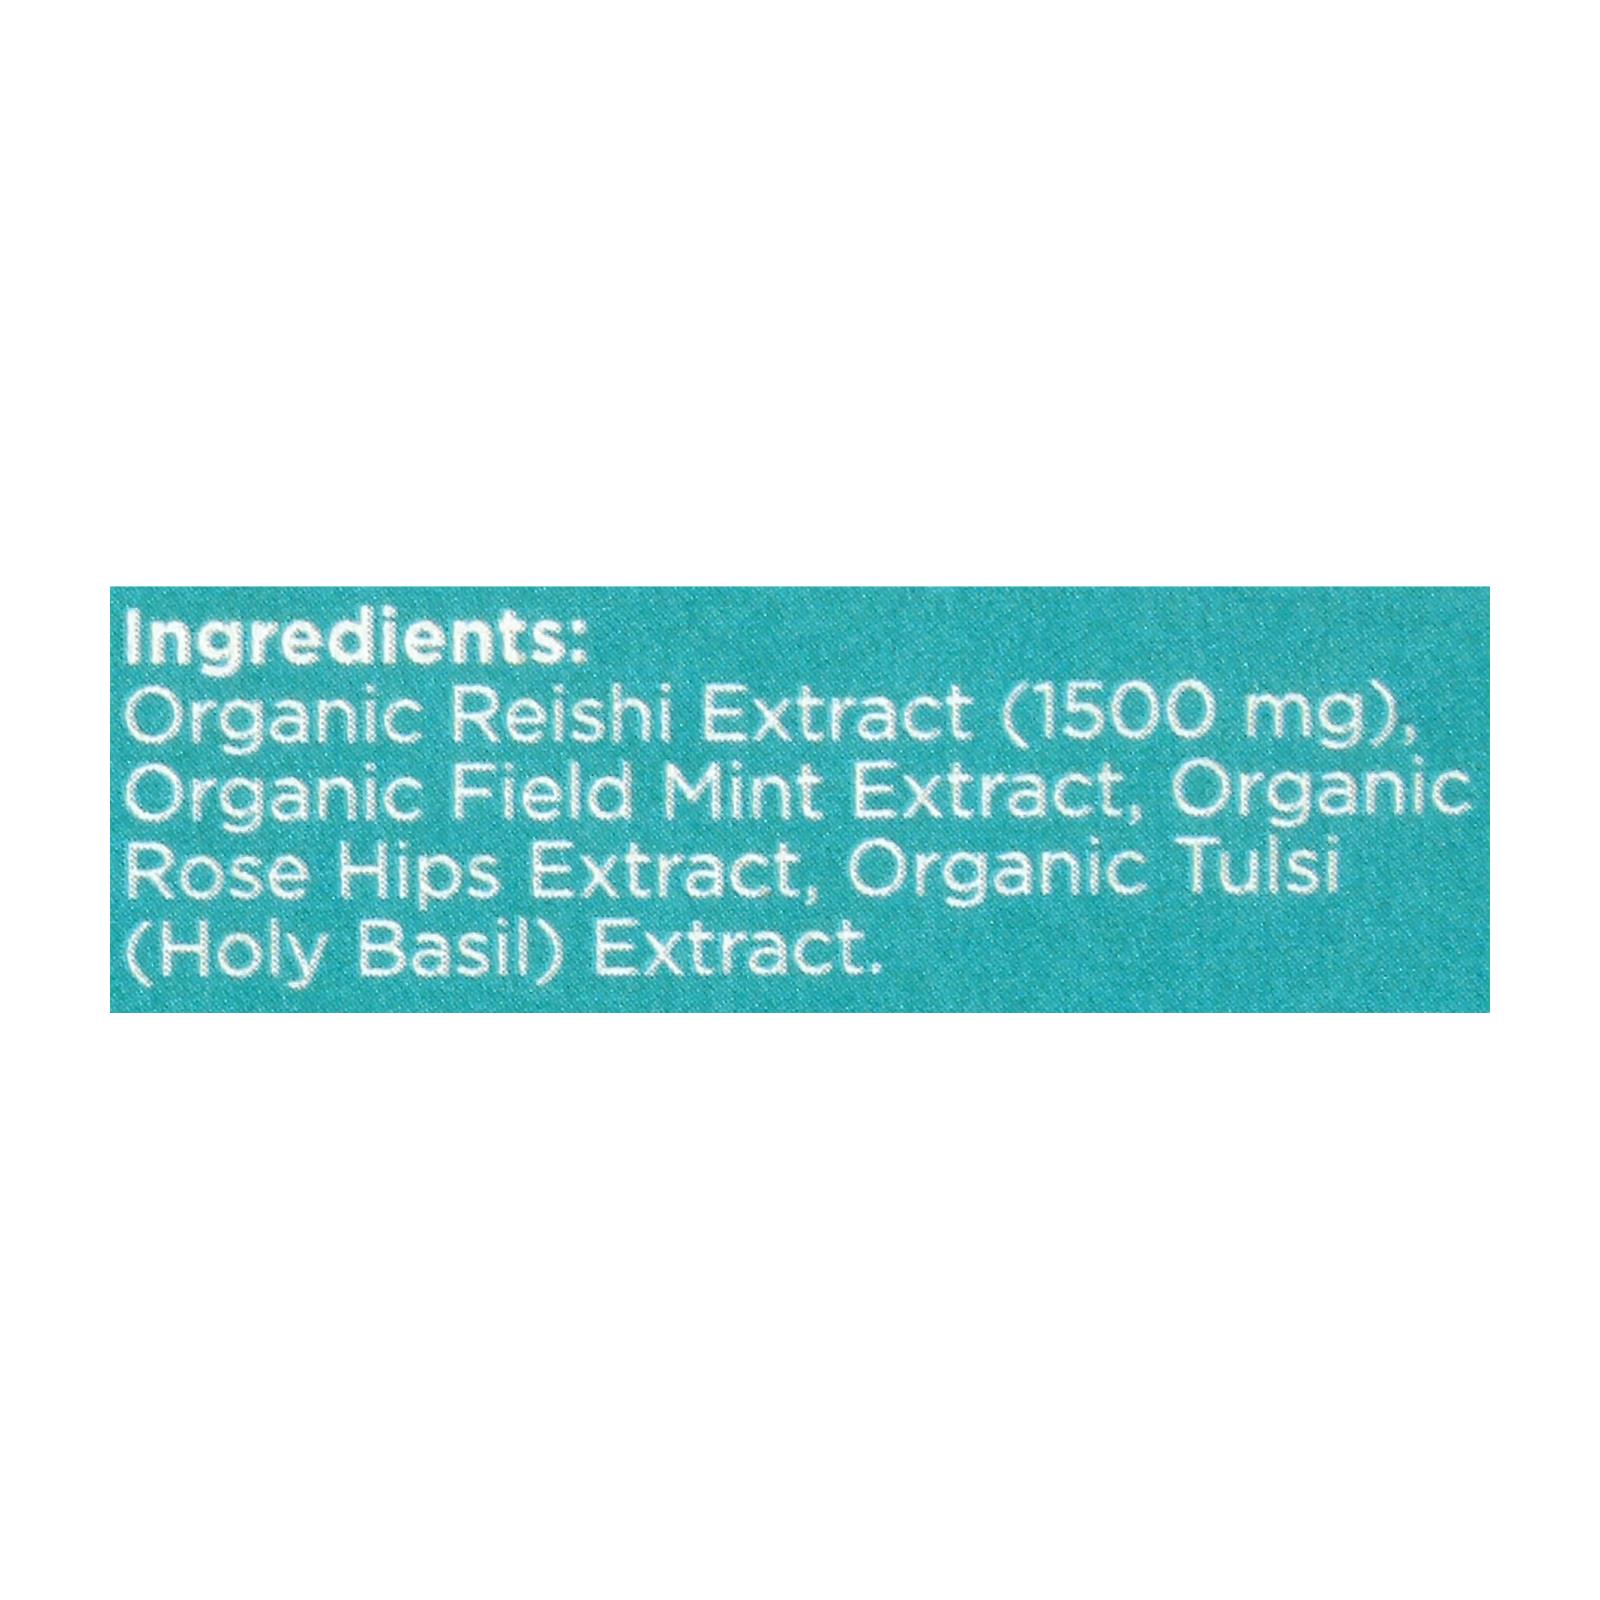 Ingredients:
Organic Reishi Extract (1500 mg),
Organic Field Mint Extract, Organic
Rose Hips Extract, Organic Tulsi
(Holy Basil) Extract.